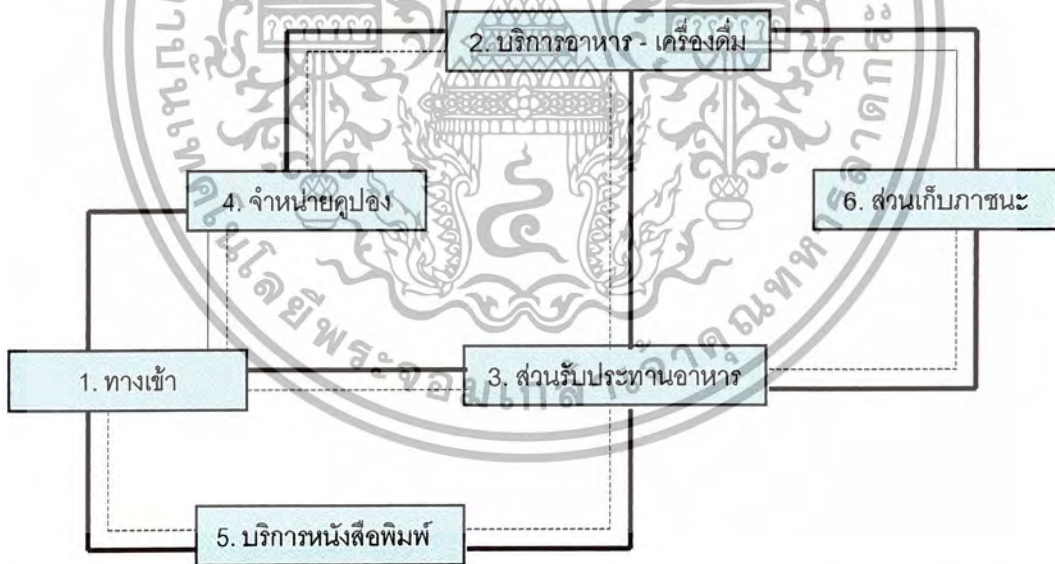 2. บริการอาหาร - เครื่องดื่ม
4. จำหน่ายคูปอง
6. ส่วนเก็บภาชนะ
1. ทางเข้า
3. ส่วนรับประทานอาหาร
5. บริการหนังสือพิมพ์